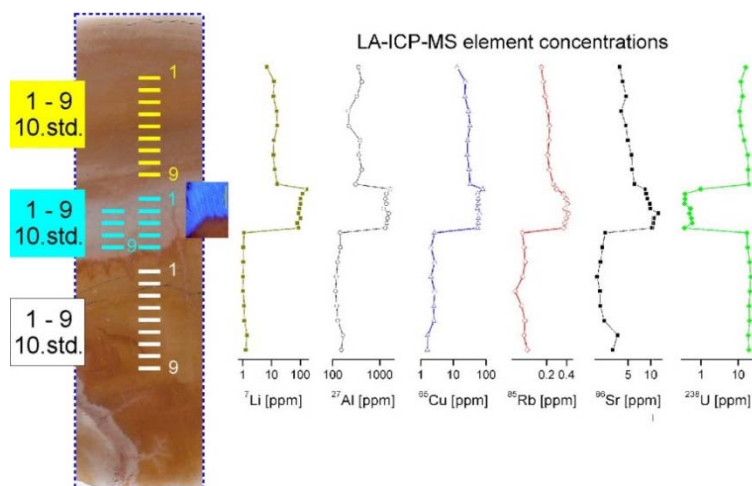 LA-ICP-MS element concentrations
1 - 9
10.std.
1
9
1 - 9
10.std.
1
9
1 - 9
10.std.
1
9
1 10 100
100 1000
1 10 100
0.2 0.4
5 10
1 10
⁷Li [ppm]
²⁷Al [ppm]
⁶⁵Cu [ppm]
⁸⁵Rb [ppm]
⁹⁶Sr [ppm]
²³⁸U [ppm]